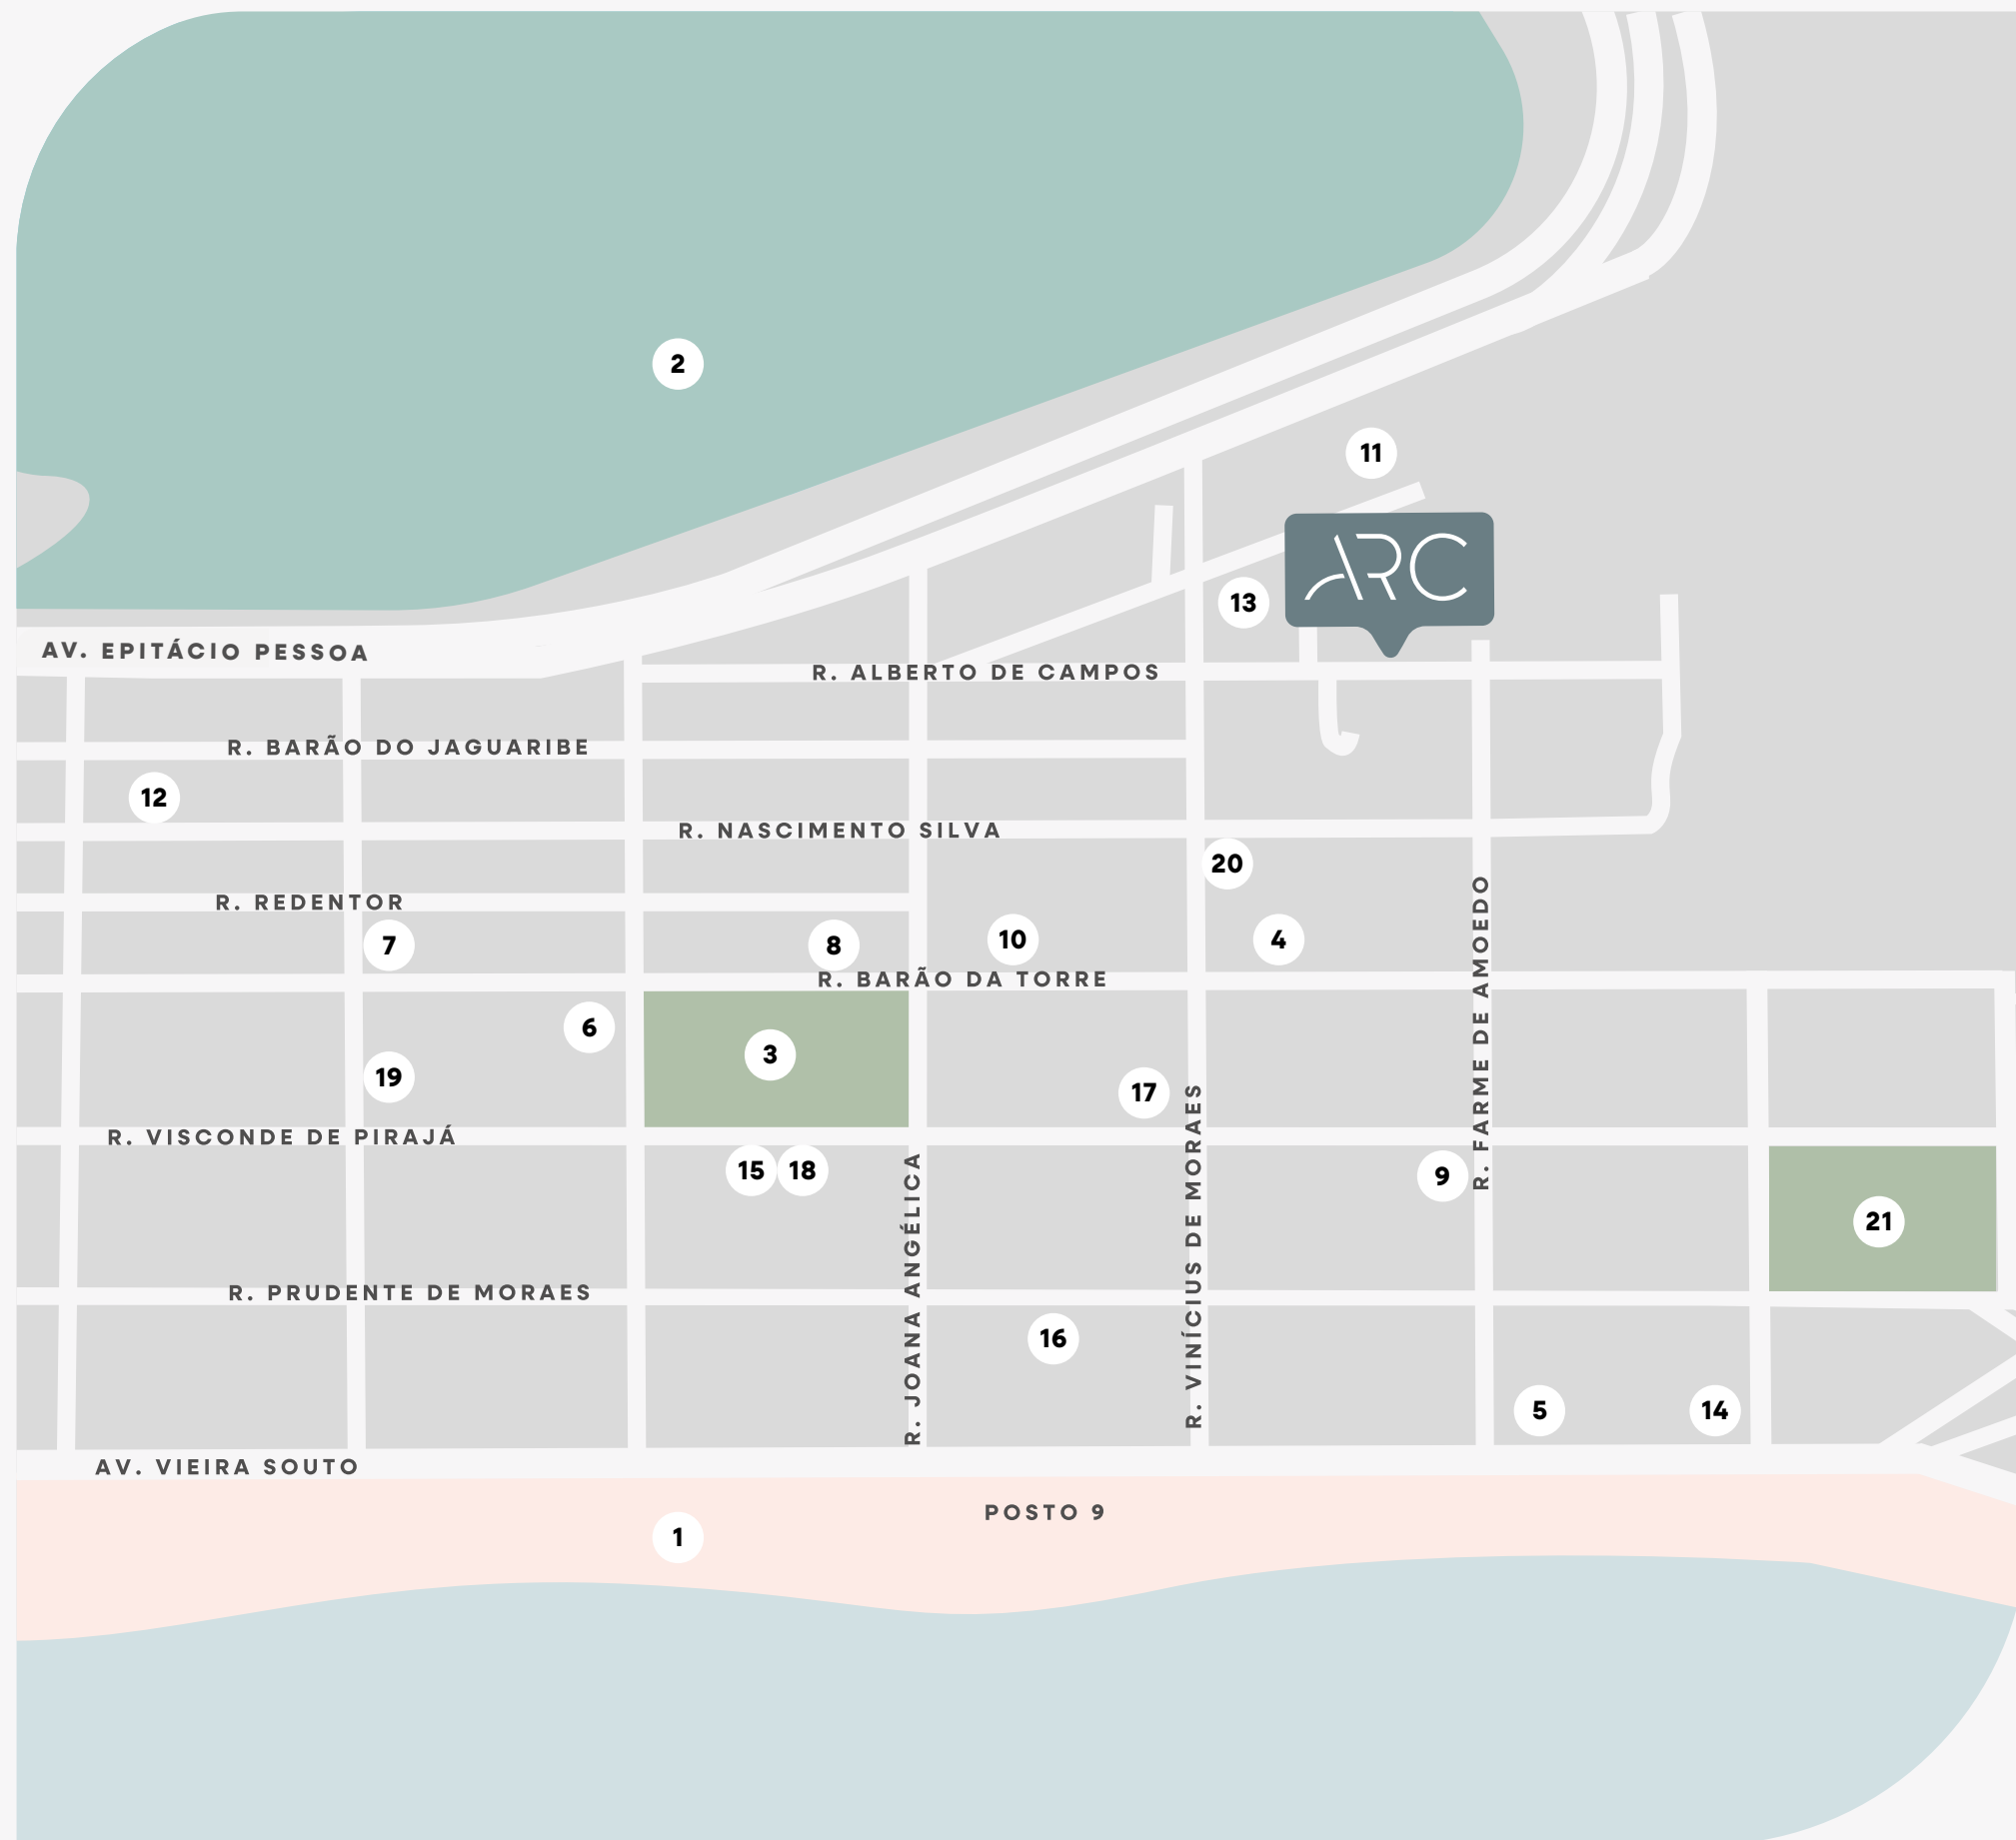 2
11
ARC
13
AV. EPITÁCIO PESSOA
R. ALBERTO DE CAMPOS
R. BARÃO DO JAGUARIBE
12
R. NASCIMENTO SILVA
20
R. REDENTOR
7
8
10
4
R. BARÃO DA TORRE
R. FARME DE AMOEDO
6
3
19
17
R. VISCONDE DE PIRAJÁ
15
18
9
R. JOANA ANGÉLICA
R. VINÍCIUS DE MORAES
21
R. PRUDENTE DE MORAES
16
5
14
AV. VIEIRA SOUTO
POSTO 9
1